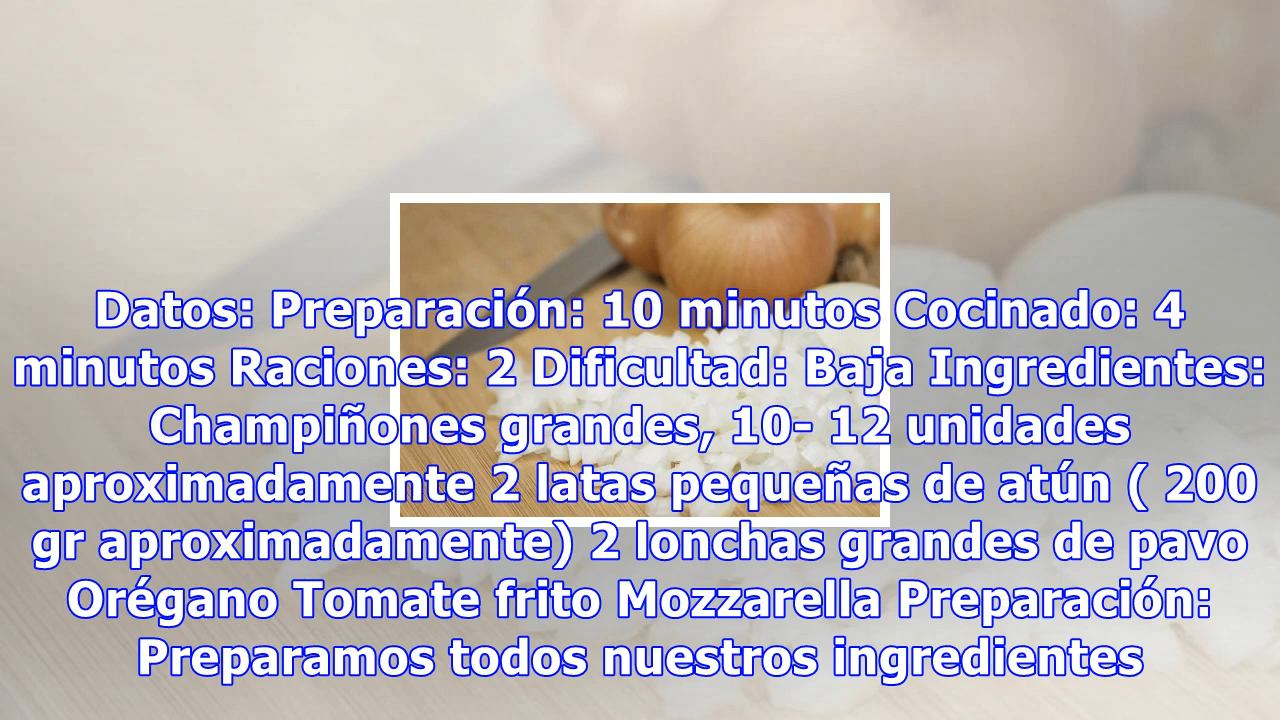 Datos: Preparación: 10 minutos Cocinado: 4
minutos Raciones: 2 Dificultad: Baja Ingredientes:
Champiñones grandes, 10- 12 unidades
aproximadamente 2 latas pequeñas de atún ( 200
gr aproximadamente) 2 lonchas grandes de pavo
Orégano Tomate frito Mozzarella Preparación:
Preparamos todos nuestros ingredientes